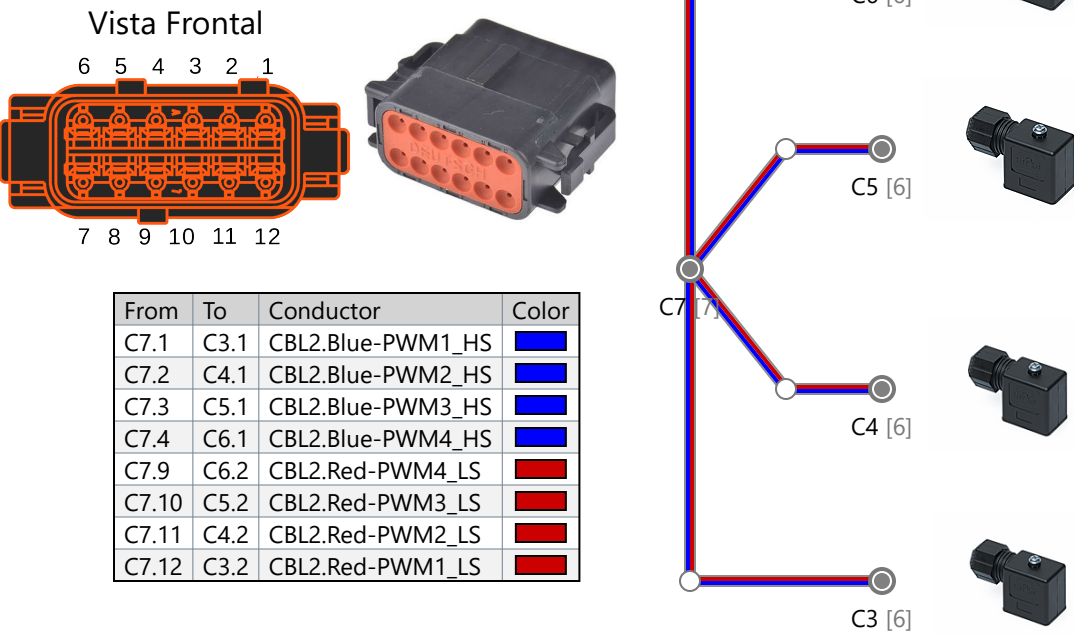 Vista Frontal
6 5 4 3 2 1
7 8 9 10 11 12
DEUTSCH
From To Conductor Color
C7.1 C3.1 CBL2.Blue-PWM1_HS
C7.2 C4.1 CBL2.Blue-PWM2_HS
C7.3 C5.1 CBL2.Blue-PWM3_HS
C7.4 C6.1 CBL2.Blue-PWM4_HS
C7.9 C6.2 CBL2.Red-PWM4_LS
C7.10 C5.2 CBL2.Red-PWM3_LS
C7.11 C4.2 CBL2.Red-PWM2_LS
C7.12 C3.2 CBL2.Red-PWM1_LS
C6 [6]
C5 [6]
C7 [7]
C4 [6]
C3 [6]